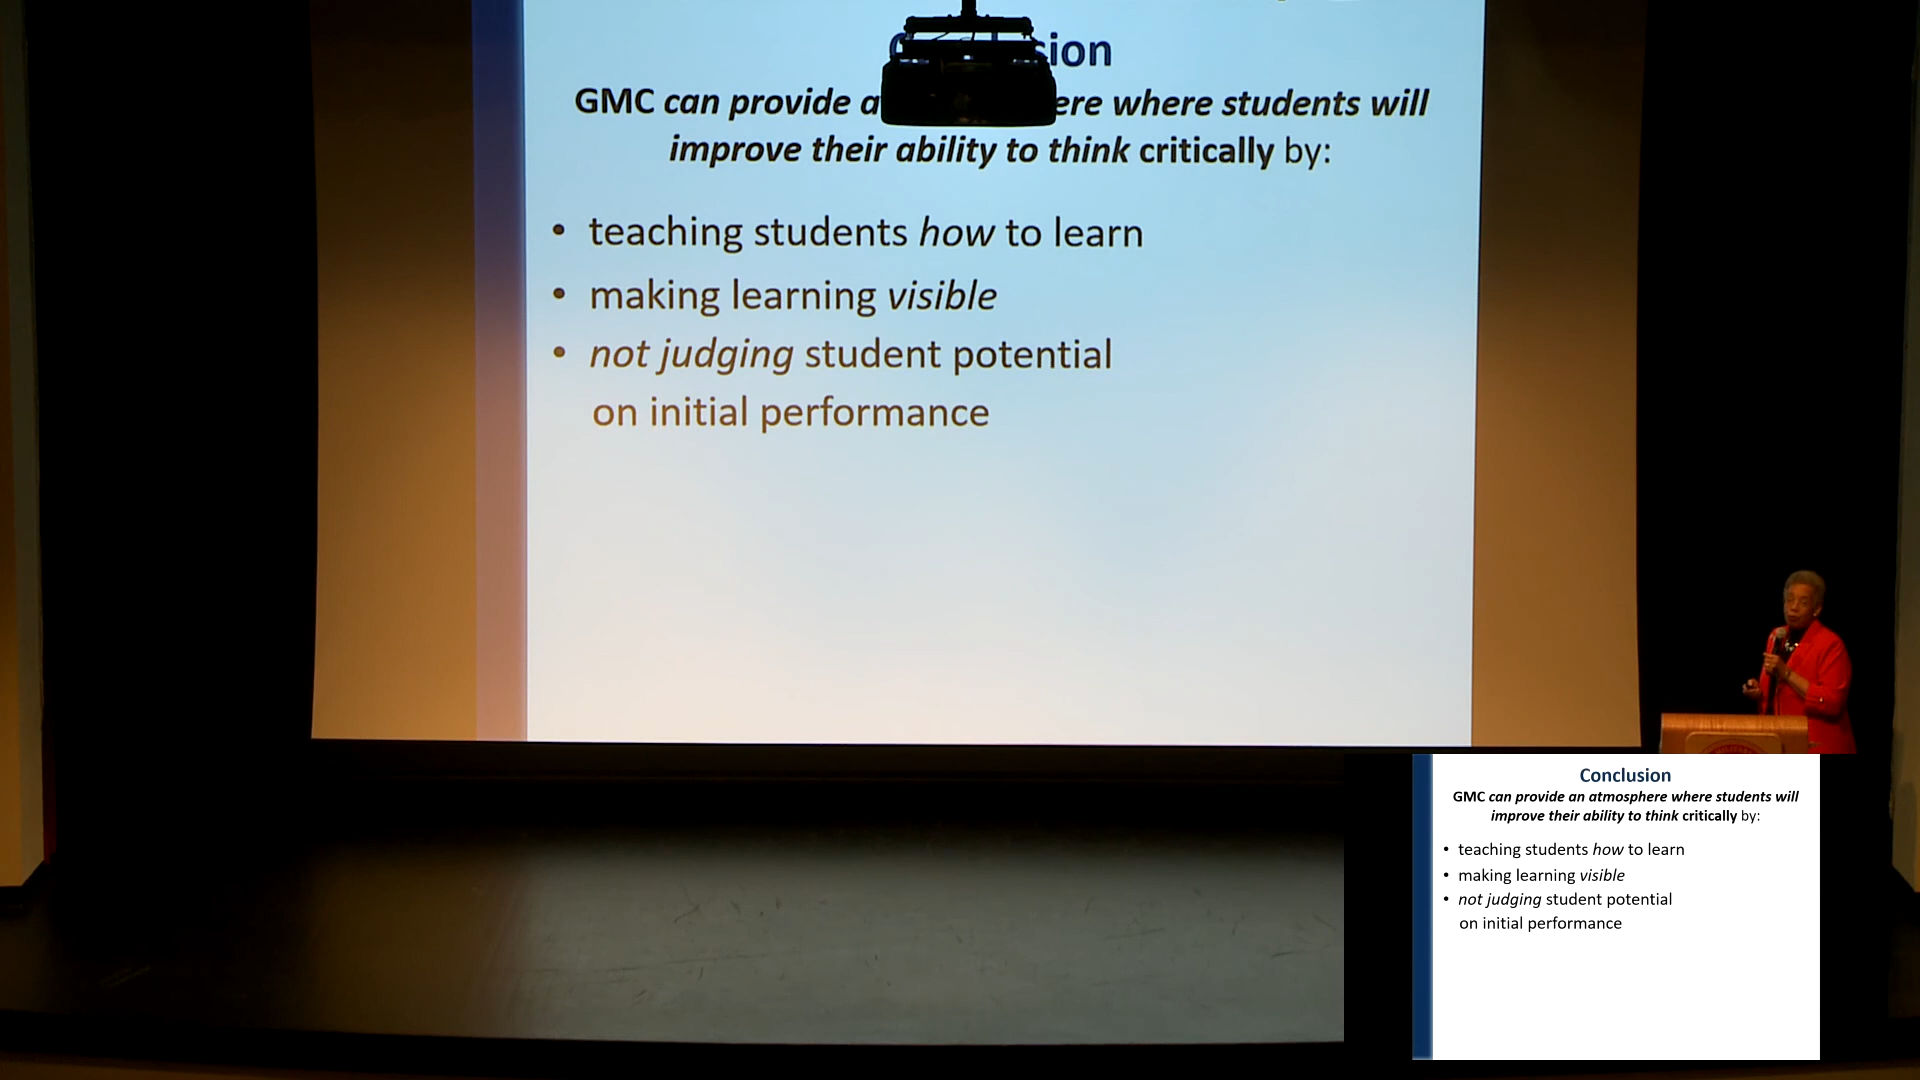 ion
GMC can provide a ere where students will
improve their ability to think critically by:
• teaching students how to learn
• making learning visible
• not judging student potential
on initial performance
Conclusion
GMC can provide an atmosphere where students will
improve their ability to think critically by:
• teaching students how to learn
• making learning visible
• not judging student potential
on initial performance